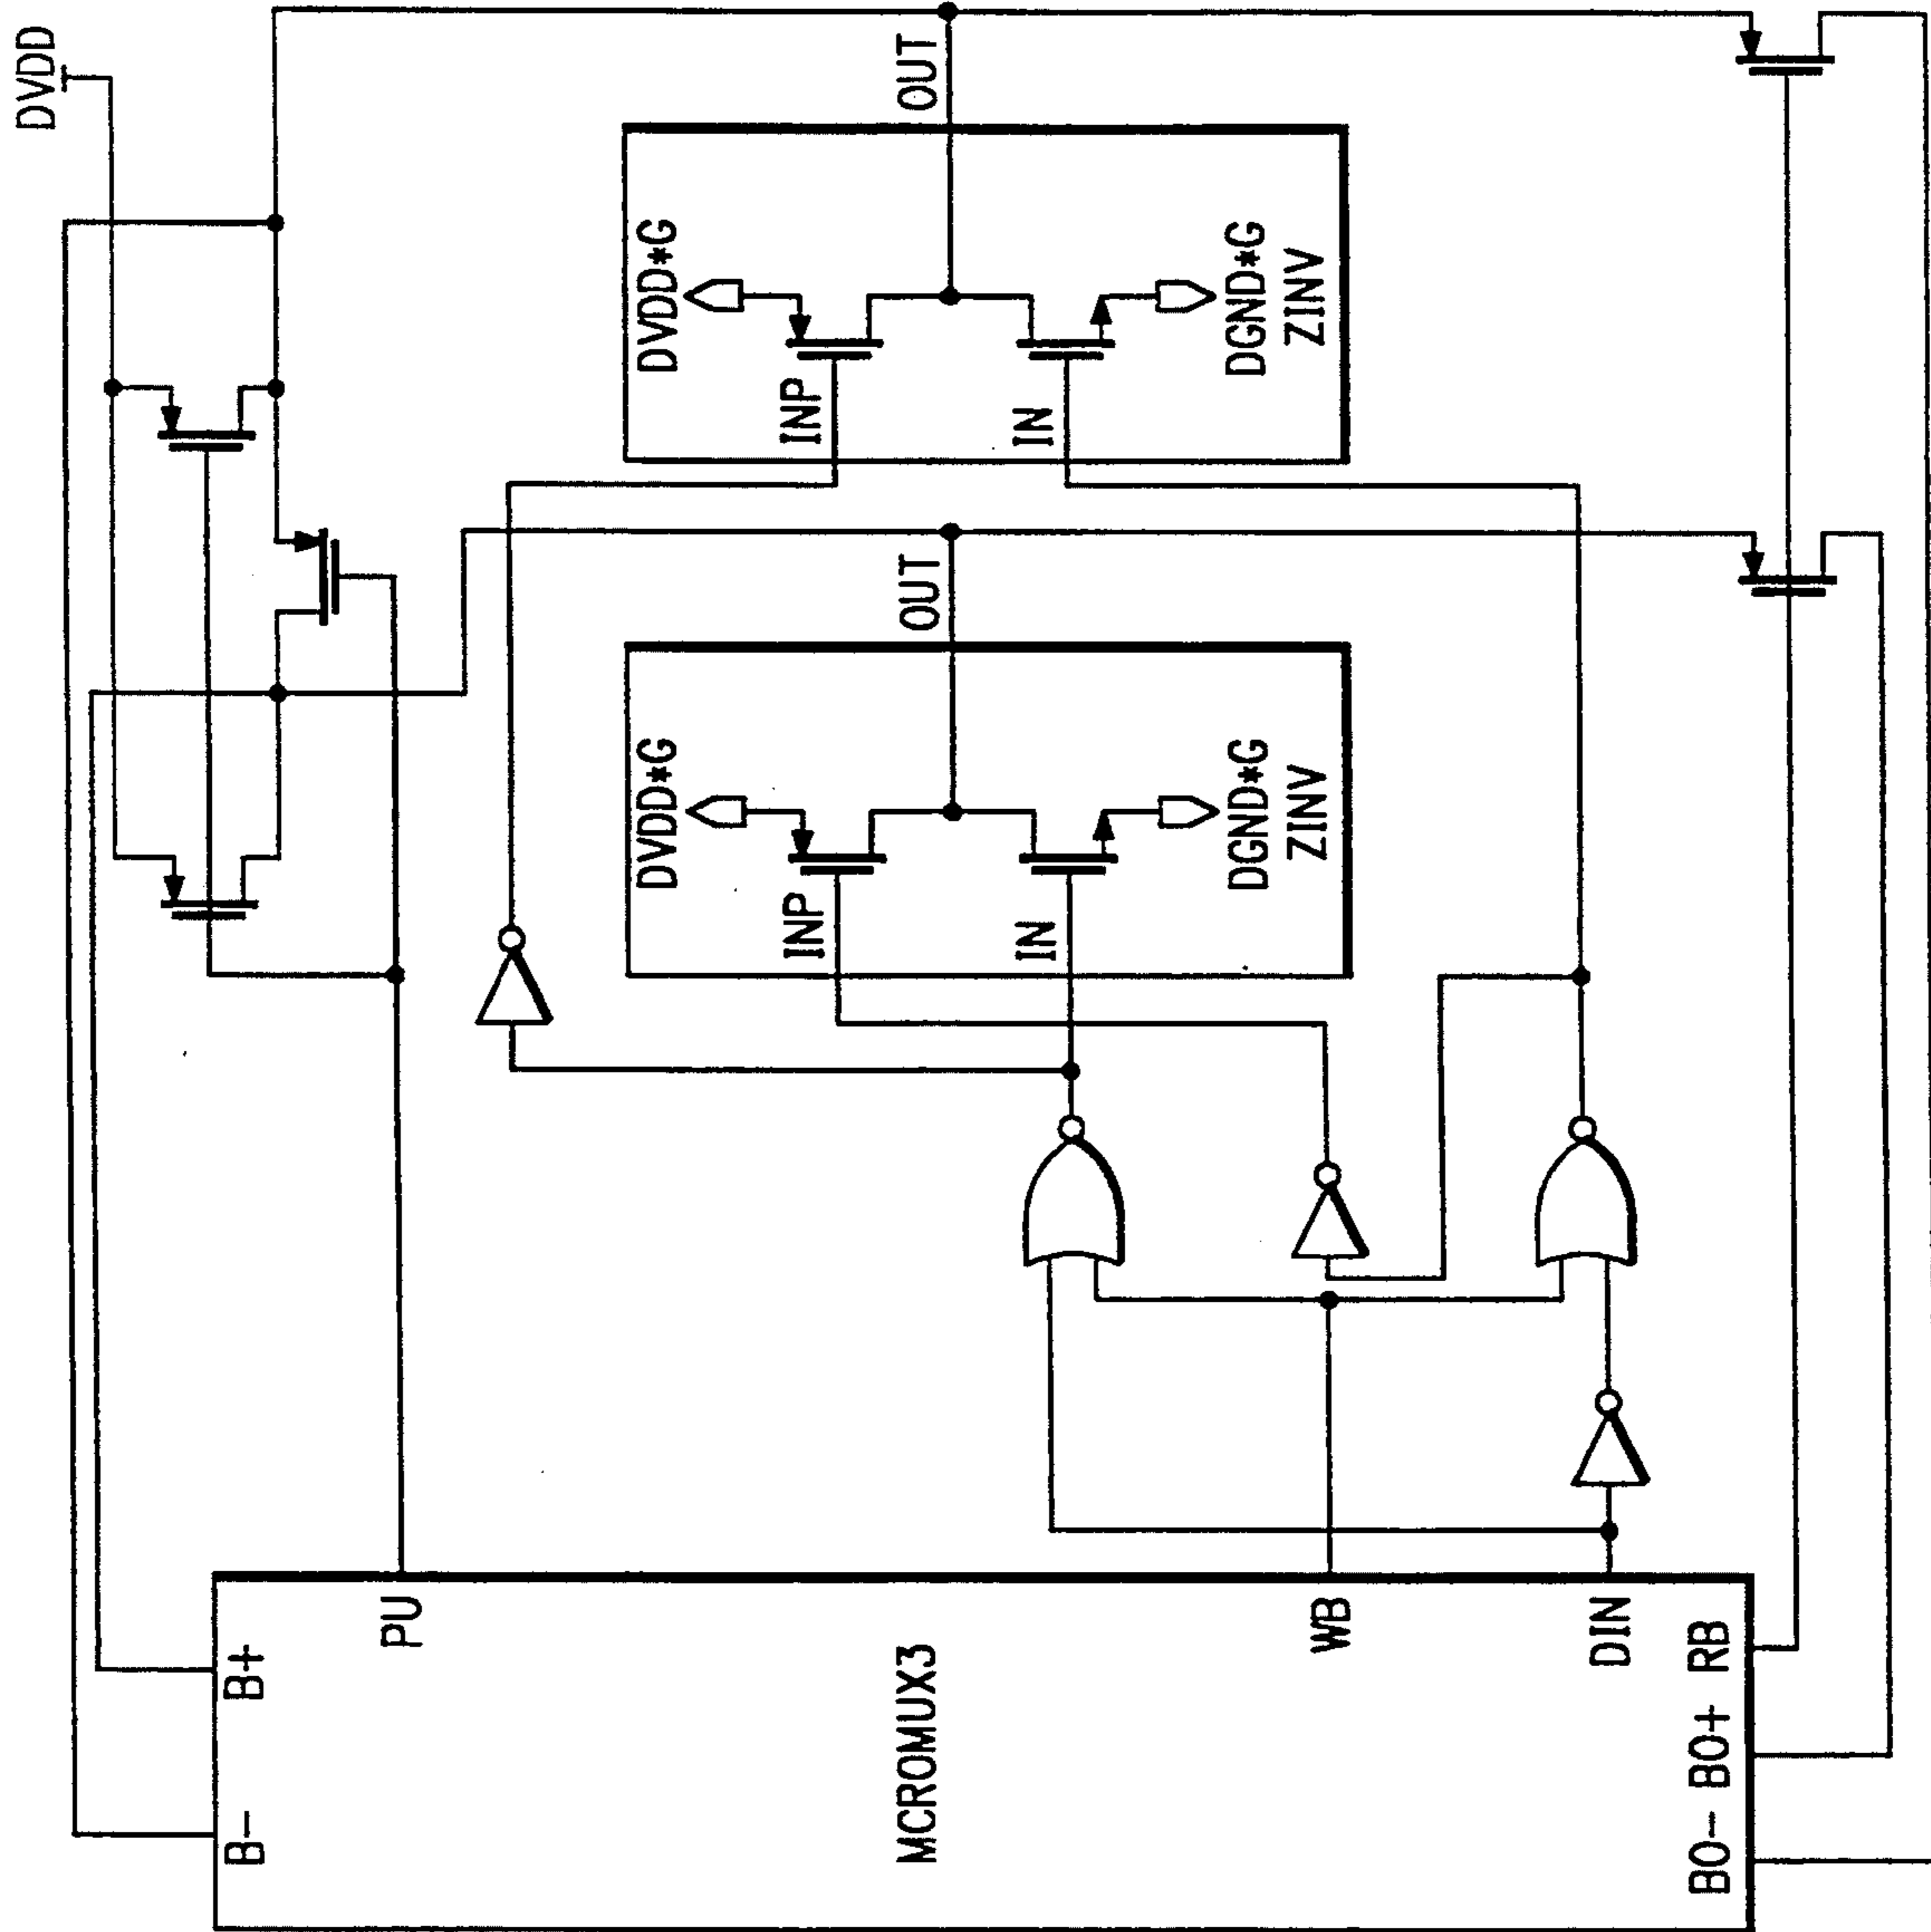 DVDD
OUT
DVDD*G
INP
IN
DGND*G
ZINV
OUT
DVDD*G
INP
IN
DGND*G
ZINV
B-
B+
PU
MCROMUX3
WB
DIN
BO-
BO+
RB